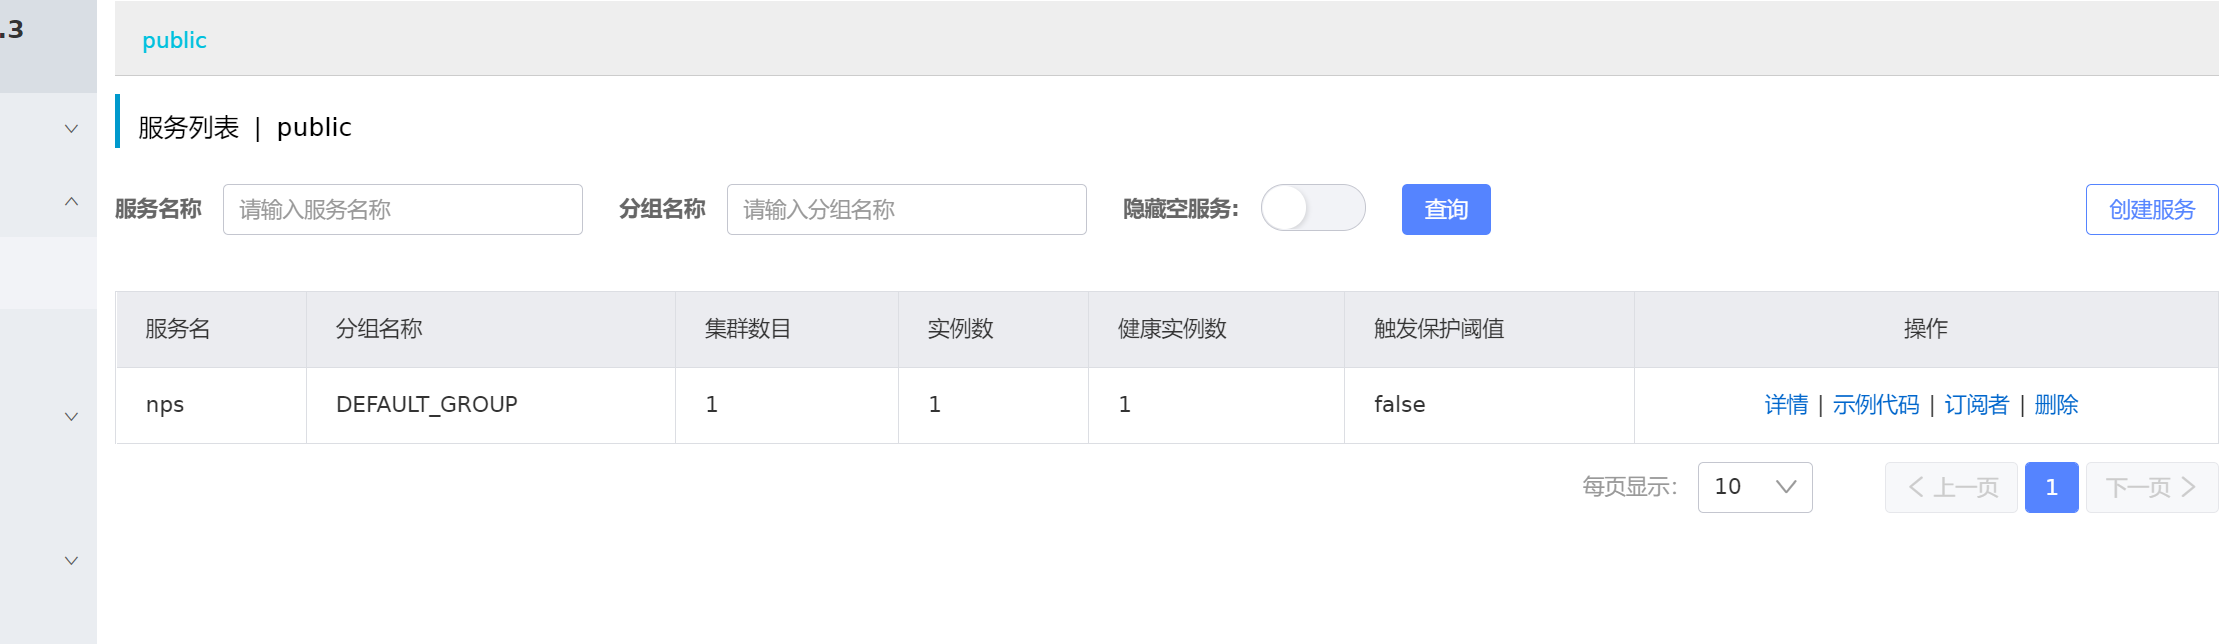 .3
public
服务列表 | public
服务名称 请输入服务名称 分组名称 请输入分组名称 隐藏空服务: 查询 创建服务
服务名 分组名称 集群数目 实例数 健康实例数 触发保护阈值 操作
nps DEFAULT_GROUP 1 1 1 false 详情 | 示例代码 | 订阅者 | 删除
每页显示: 10 上一页 1 下一页